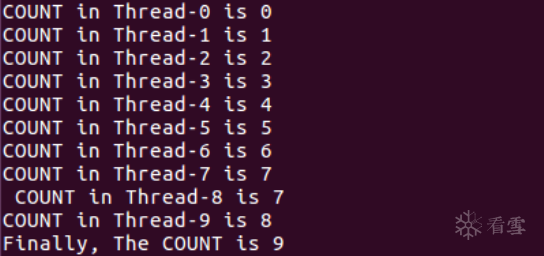 COUNT in Thread-0 is 0
COUNT in Thread-1 is 1
COUNT in Thread-2 is 2
COUNT in Thread-3 is 3
COUNT in Thread-4 is 4
COUNT in Thread-5 is 5
COUNT in Thread-6 is 6
COUNT in Thread-7 is 7
 COUNT in Thread-8 is 7
COUNT in Thread-9 is 8
看雪
Finally, The COUNT is 9